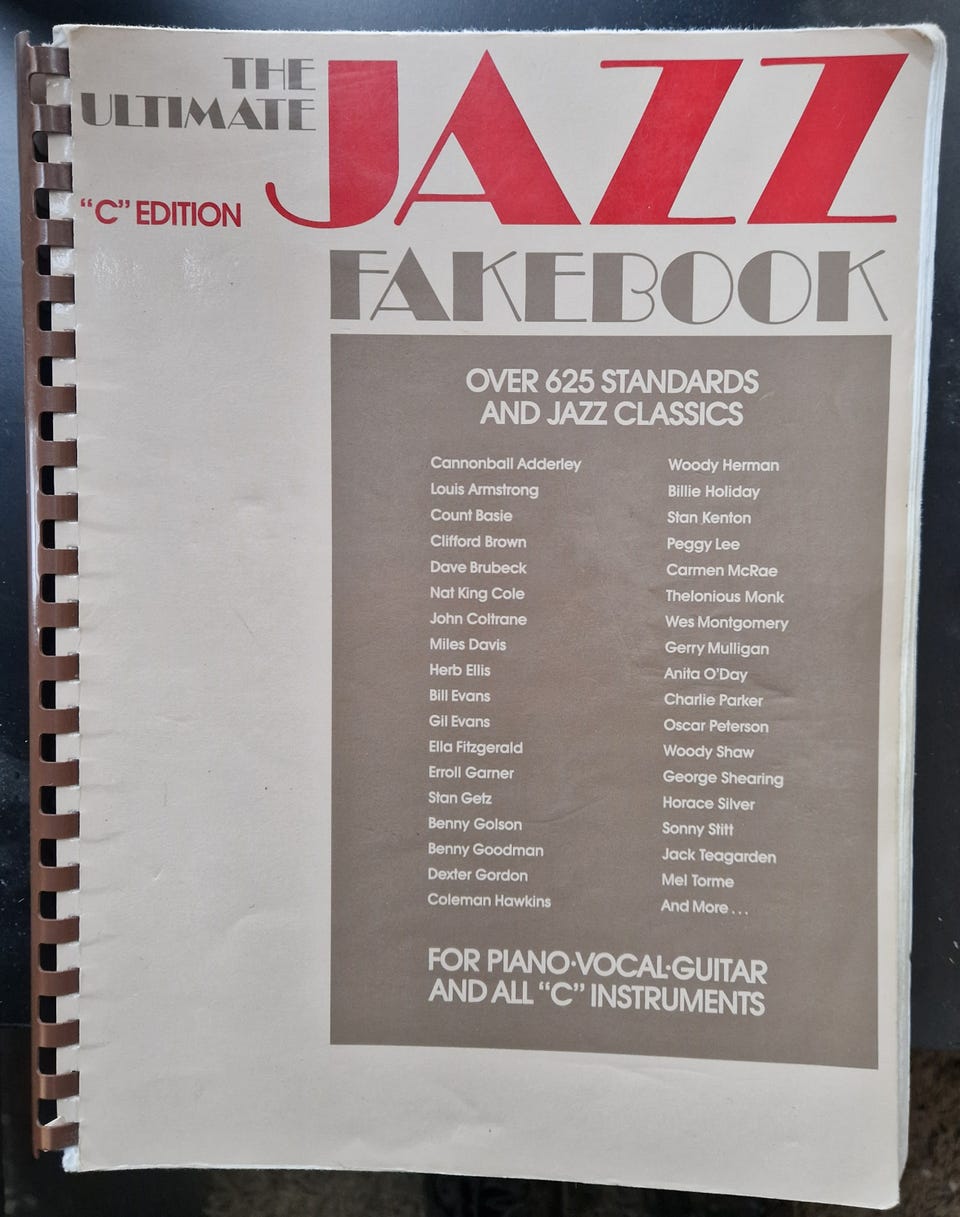 THE
ULTIMATE
JAZZ
"C" EDITION
FAKEBOOK
OVER 625 STANDARDS
AND JAZZ CLASSICS
Cannonball Adderley
Louis Armstrong
Count Basie
Clifford Brown
Dave Brubeck
Nat King Cole
John Coltrane
Miles Davis
Herb Ellis
Bill Evans
Gil Evans
Ella Fitzgerald
Erroll Garner
Stan Getz
Benny Golson
Benny Goodman
Dexter Gordon
Coleman Hawkins
Woody Herman
Billie Holiday
Stan Kenton
Peggy Lee
Carmen McRae
Thelonious Monk
Wes Montgomery
Gerry Mulligan
Anita O'Day
Charlie Parker
Oscar Peterson
Woody Shaw
George Shearing
Horace Silver
Sonny Stitt
Jack Teagarden
Mel Torme
And More...
FOR PIANO·VOCAL·GUITAR
AND ALL "C" INSTRUMENTS